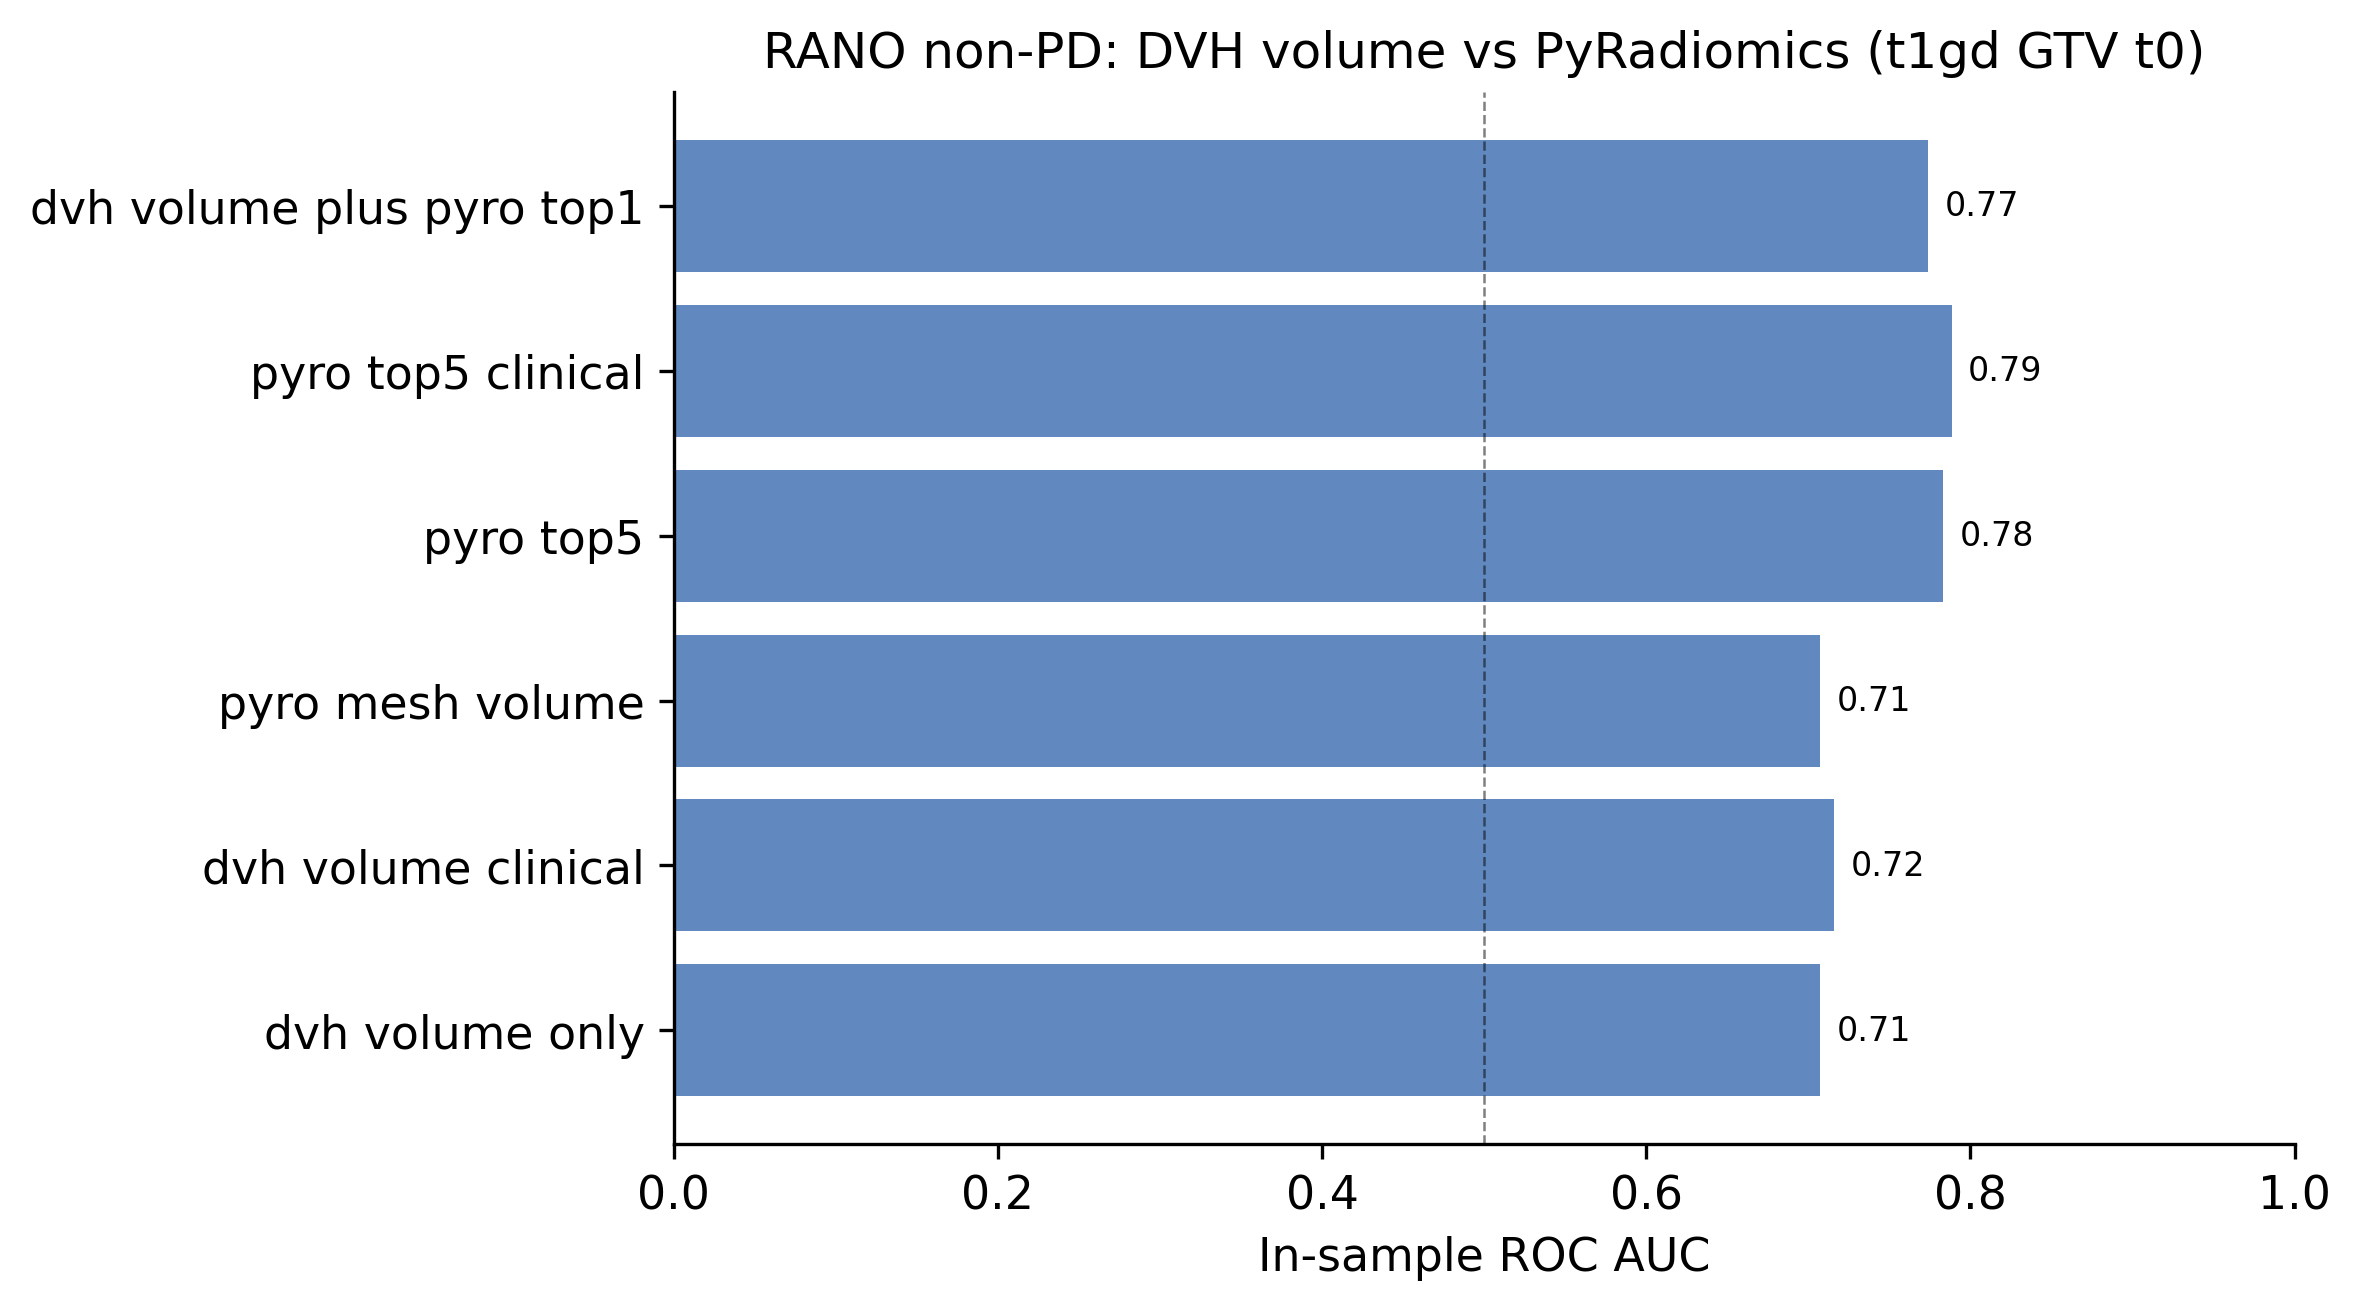 RANO non-PD: DVH volume vs PyRadiomics (t1gd GTV t0)
dvh volume plus pyro top1
0.77
pyro top5 clinical
0.79
pyro top5
0.78
pyro mesh volume
0.71
dvh volume clinical
0.72
dvh volume only
0.71
0.0 0.2 0.4 0.6 0.8 1.0
In-sample ROC AUC